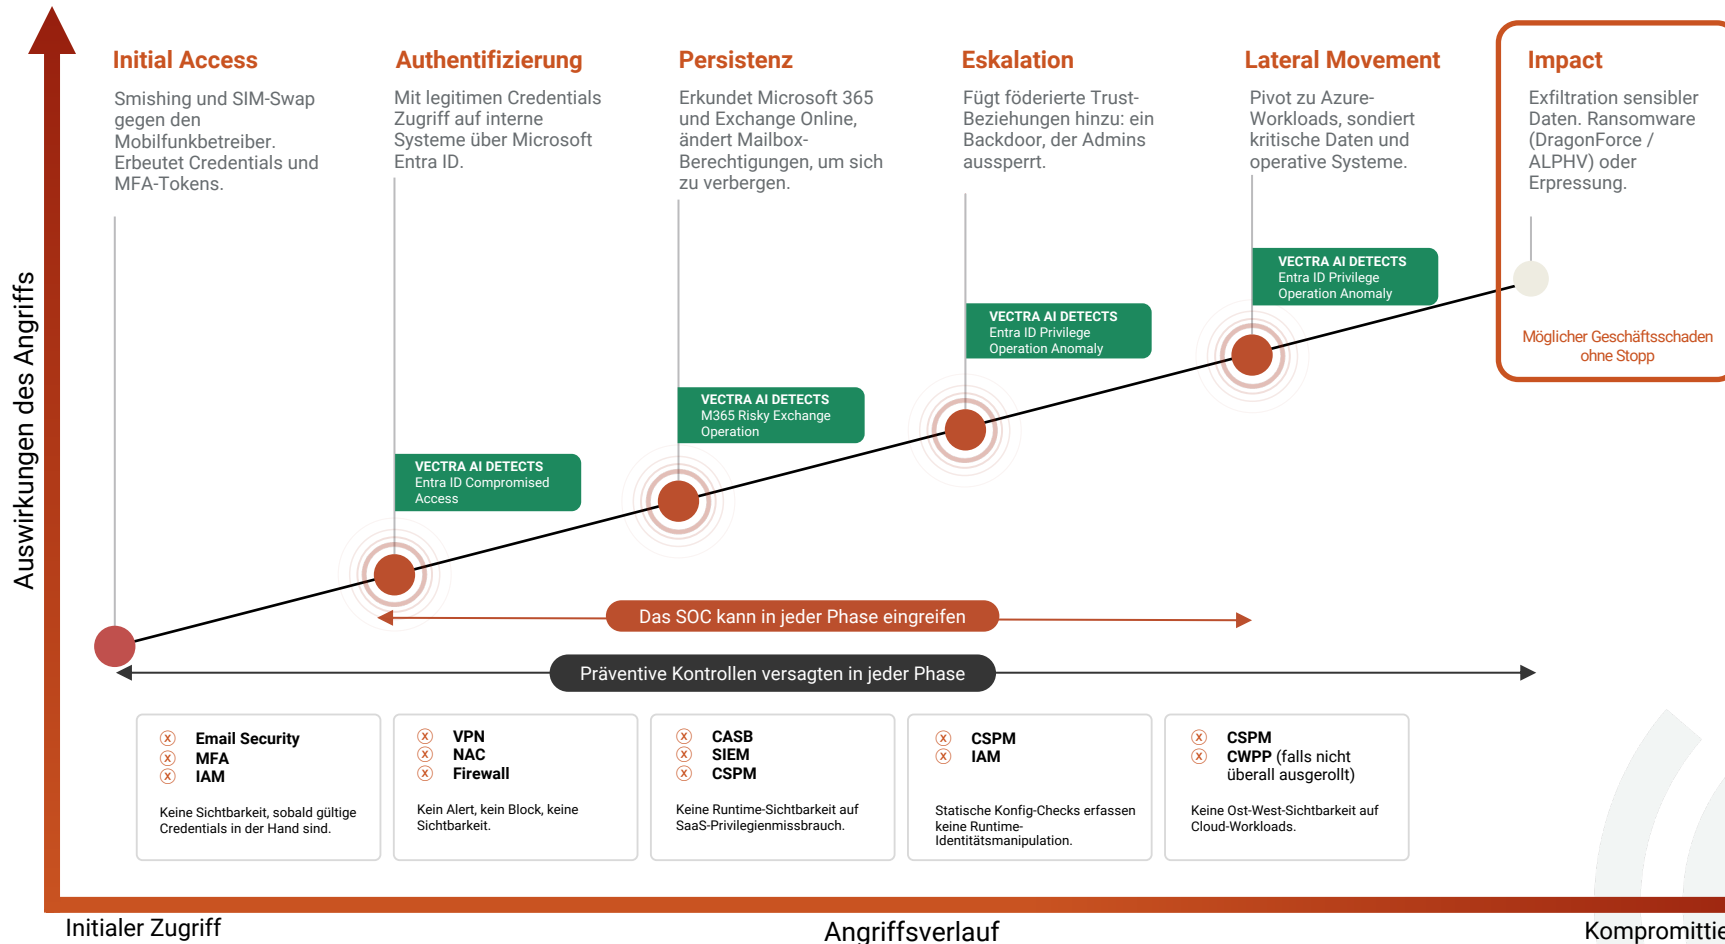 Initial Access
Smishing und SIM-Swap
gegen den
Mobilfunkbetreiber.
Erbeutet Credentials und
MFA-Tokens.
Authentifizierung
Mit legitimen Credentials
Zugriff auf interne
Systeme über Microsoft
Entra ID.
Persistenz
Erkundet Microsoft 365
und Exchange Online,
ändert Mailbox-
Berechtigungen, um sich
zu verbergen.
Eskalation
Fügt föderierte Trust-
Beziehungen hinzu: ein
Backdoor, der Admins
aussperrt.
Lateral Movement
Pivot zu Azure-
Workloads, sondiert
kritische Daten und
operative Systeme.
Impact
Exfiltration sensibler
Daten. Ransomware
(DragonForce /
ALPHV) oder
Erpressung.
Möglicher Geschäftsschaden
ohne Stopp
VECTRA AI DETECTS
Entra ID Privilege
Operation Anomaly
VECTRA AI DETECTS
Entra ID Privilege
Operation Anomaly
VECTRA AI DETECTS
M365 Risky Exchange
Operation
VECTRA AI DETECTS
Entra ID Compromised
Access
Auswirkungen des Angriffs
Das SOC kann in jeder Phase eingreifen
Präventive Kontrollen versagten in jeder Phase
x Email Security
x MFA
x IAM
Keine Sichtbarkeit, sobald gültige
Credentials in der Hand sind.
x VPN
x NAC
x Firewall
Kein Alert, kein Block, keine
Sichtbarkeit.
x CASB
x SIEM
x CSPM
Keine Runtime-Sichtbarkeit auf
SaaS-Privilegienmissbrauch.
x CSPM
x IAM
Statische Konfig-Checks erfassen
keine Runtime-
Identitätsmanipulation.
x CSPM
x CWPP (falls nicht
überall ausgerollt)
Keine Ost-West-Sichtbarkeit auf
Cloud-Workloads.
Initialer Zugriff
Angriffsverlauf
Kompromittie